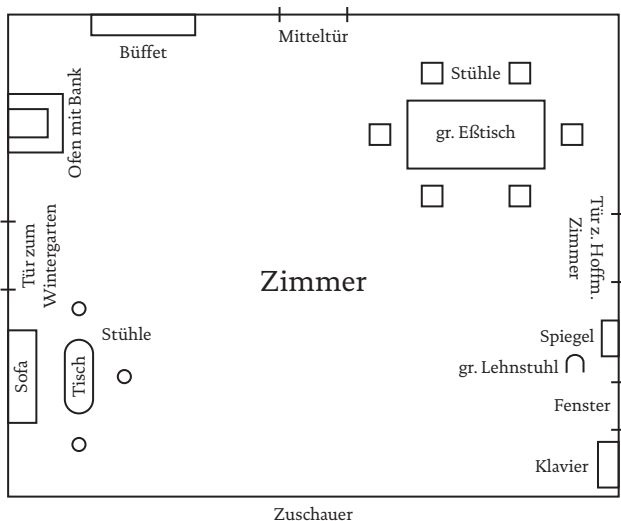 Mitteltür
Büffet
Stühle
Ofen mit Bank
gr. Eßtisch
Tür zum
Wintergarten
Tür z. Hoffm.
Zimmer
Zimmer
Stühle
Spiegel
Sofa
Tisch
gr. Lehnstuhl
Fenster
Klavier
Zuschauer